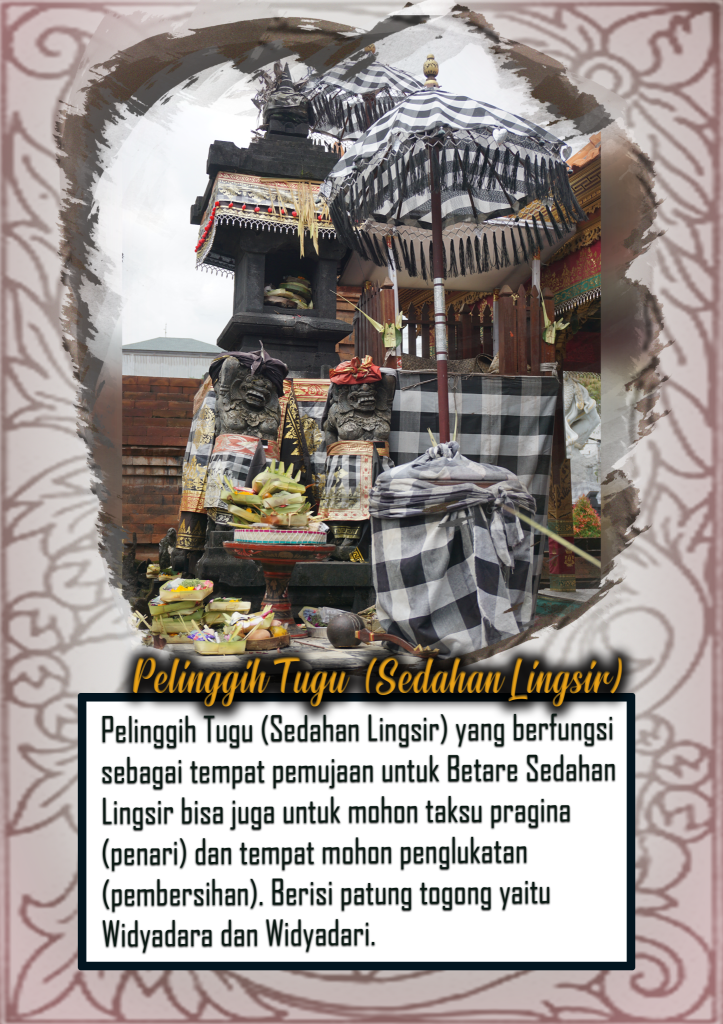 Pelinggih Tugu (Sedahan Lingsir)
Pelinggih Tugu (Sedahan Lingsir) yang berfungsi
sebagai tempat pemujaan untuk Betare Sedahan
Lingsir bisa juga untuk mohon taksu pragina
(penari) dan tempat mohon penglukatan
(pembersihan). Berisi patung togong yaitu
Widyadara dan Widyadari.